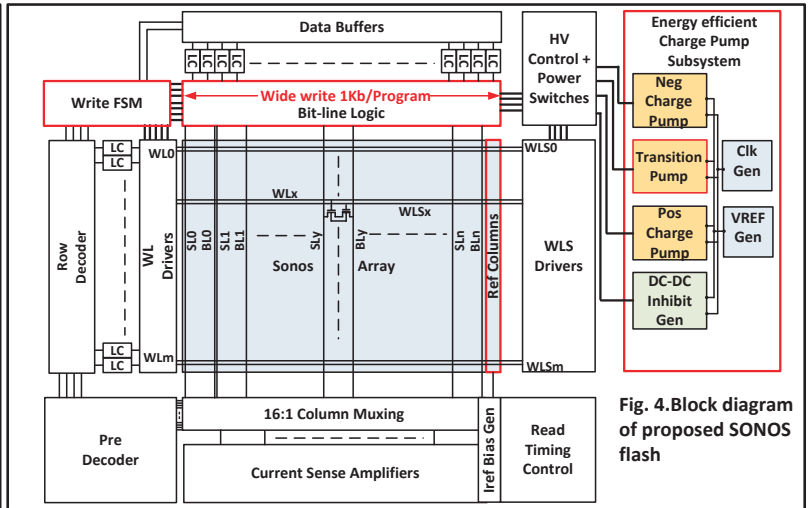 Data Buffers
LC
LC
LC
LC
LC
LC
LC
LC
HV
Control +
Power
Switches
Energy efficient
Charge Pump
Subsystem
Write FSM
Wide write 1Kb/Program
Bit-line Logic
Neg
Charge
Pump
Transition
Pump
Clk
Gen
Pos
Charge
Pump
VREF
Gen
DC-DC
Inhibit
Gen
Row
Decoder
LC
LC
LC
LC
WL
Drivers
WL0
WLS0
WLx
WLSx
SL0
BL0
SL1
BL1
SLy
BLy
SLn
BLn
Sonos
Array
Ref Columns
WLS
Drivers
WLm
WLSm
Pre
Decoder
16:1 Column Muxing
Current Sense Amplifiers
Iref Bias Gen
Read
Timing
Control
Fig. 4.Block diagram
of proposed SONOS
flash